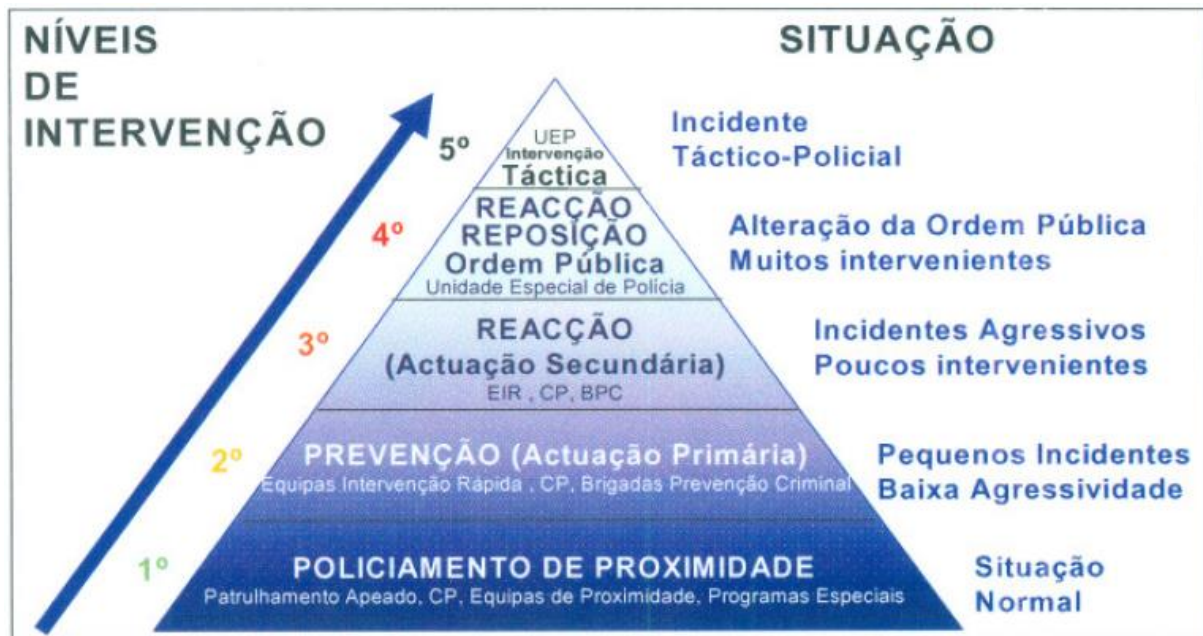 NÍVEIS
DE
INTERVENÇÃO
SITUAÇÃO
5º
UEP
Intervenção
Táctica
Incidente
Táctico-Policial
4º
REACÇÃO
REPOSIÇÃO
Ordem Pública
Unidade Especial de Polícia
Alteração da Ordem Pública
Muitos intervenientes
3º
REACÇÃO
(Actuação Secundária)
EIR , CP, BPC
Incidentes Agressivos
Poucos intervenientes
2º
PREVENÇÃO (Actuação Primária)
Equipas Intervenção Rápida , CP, Brigadas Prevenção Criminal
Pequenos Incidentes
Baixa Agressividade
1º
POLICIAMENTO DE PROXIMIDADE
Patrulhamento Apeado, CP, Equipas de Proximidade, Programas Especiais
Situação
Normal